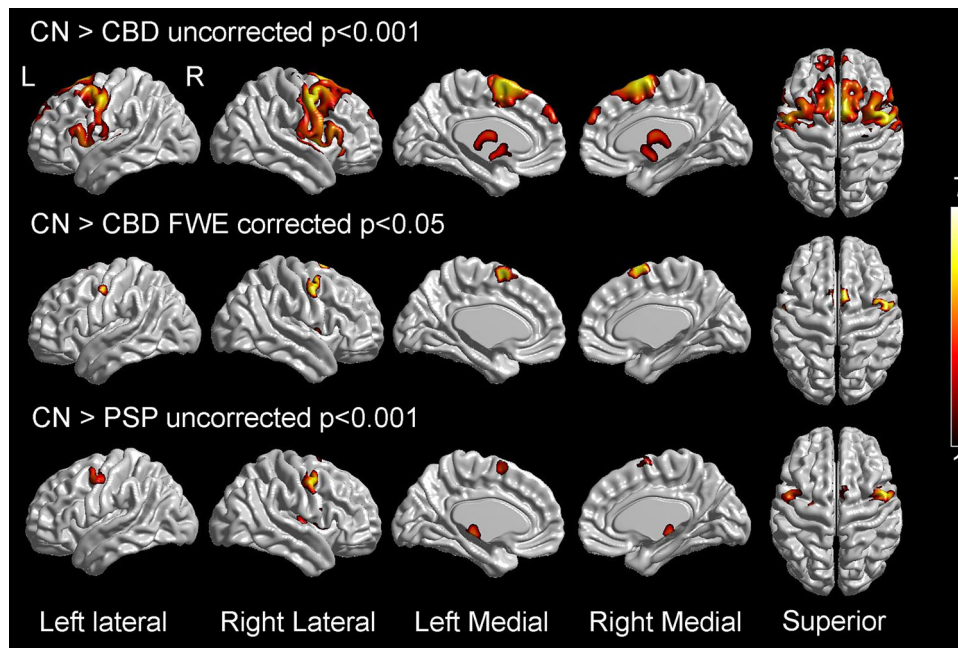 CN > CBD uncorrected p<0.001
L R
CN > CBD FWE corrected p<0.05
CN > PSP uncorrected p<0.001
Left lateral Right Lateral Left Medial Right Medial Superior